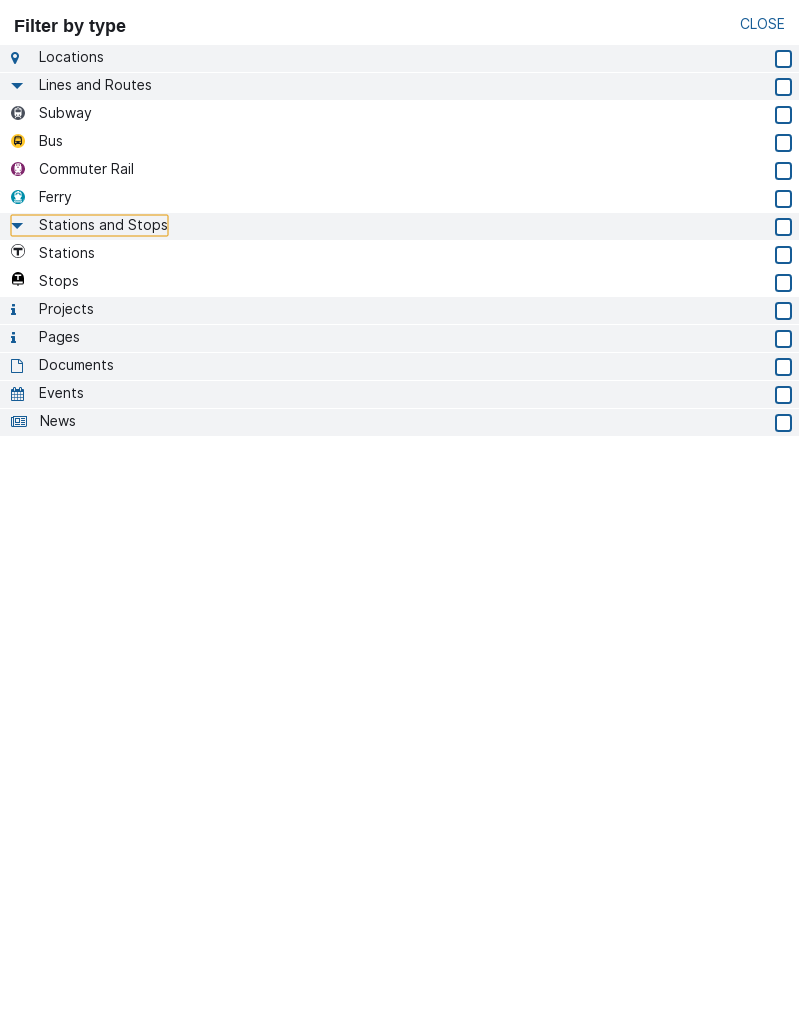 Filter by type
CLOSE
Locations
Lines and Routes
Subway
Bus
Commuter Rail
Ferry
Stations and Stops
Stations
Stops
Projects
Pages
Documents
Events
News